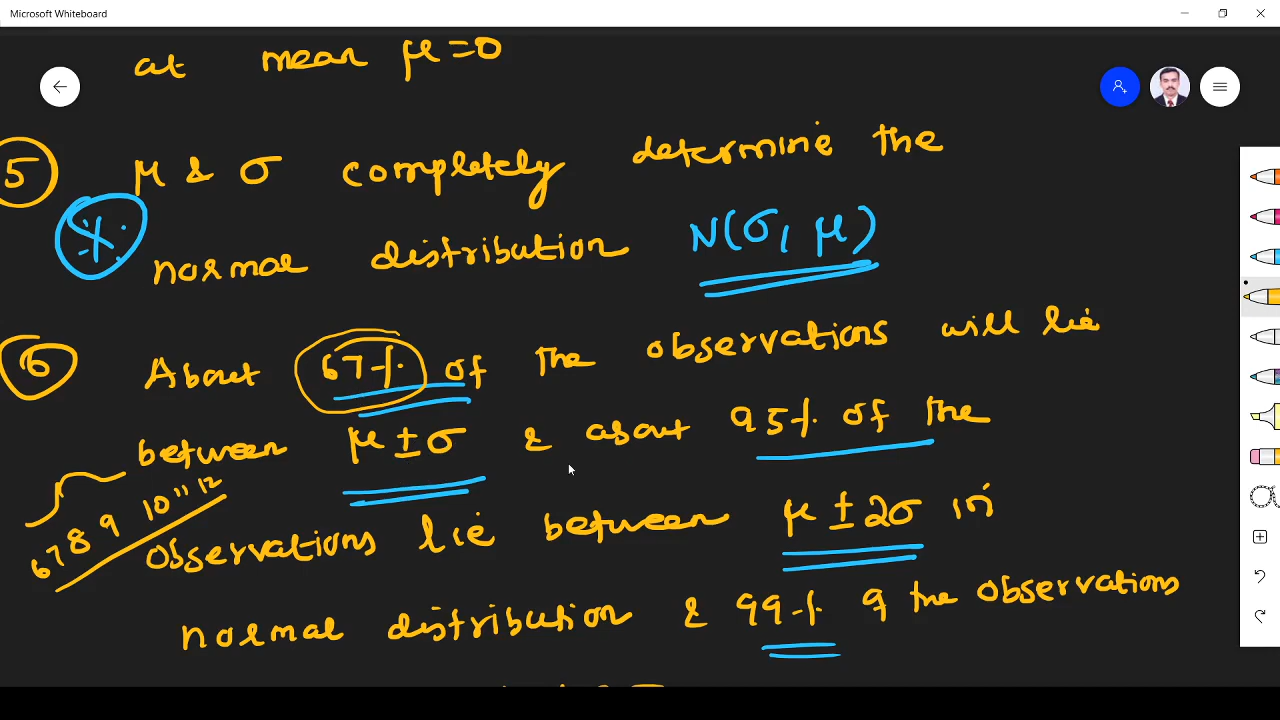 Microsoft Whiteboard
at mean μ=0
5 μ & σ completely determine the
normal distribution N(σ, μ)
6 About 67% of the observations will lie
between μ±σ & about 95% of the
6 7 8 9 10 11 12
observations lie between μ±2σ in
normal distribution & 99% of the observations